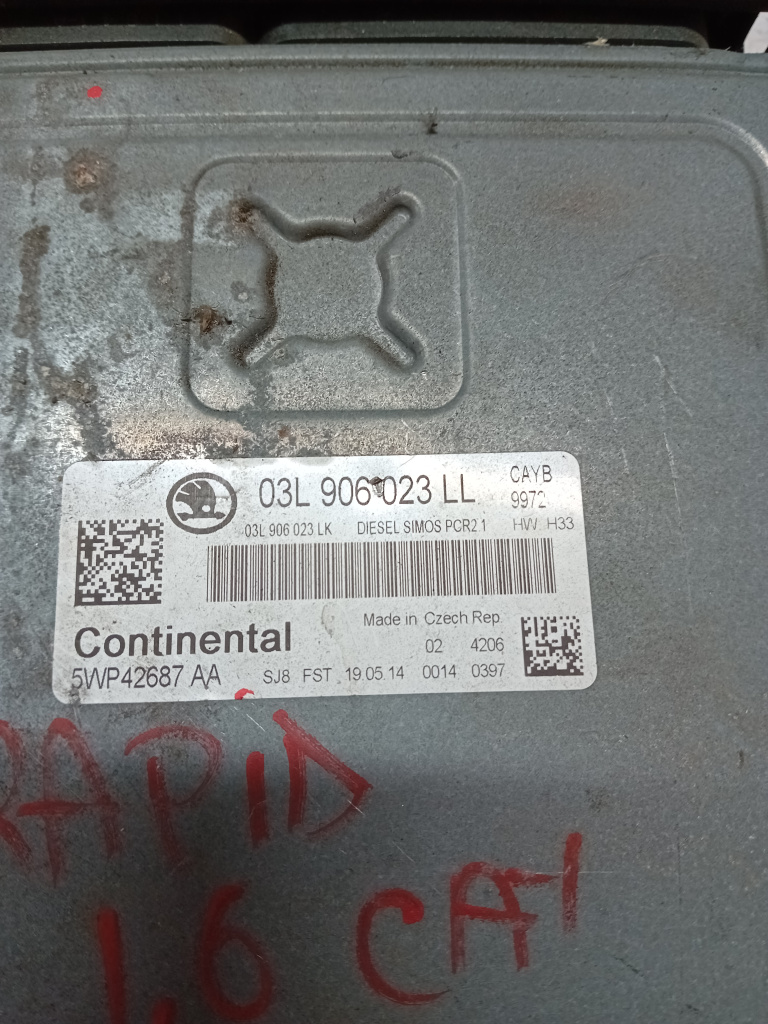 03L 906 023 LL CAYB
9972
03L 906 023 LK DIESEL SIMOS PCR2 1 HW H33
Made in Czech Rep
Continental 02 4206
5WP42687 AA SJ8 FST 19 05 14 0014 0397
RAPID
1,6